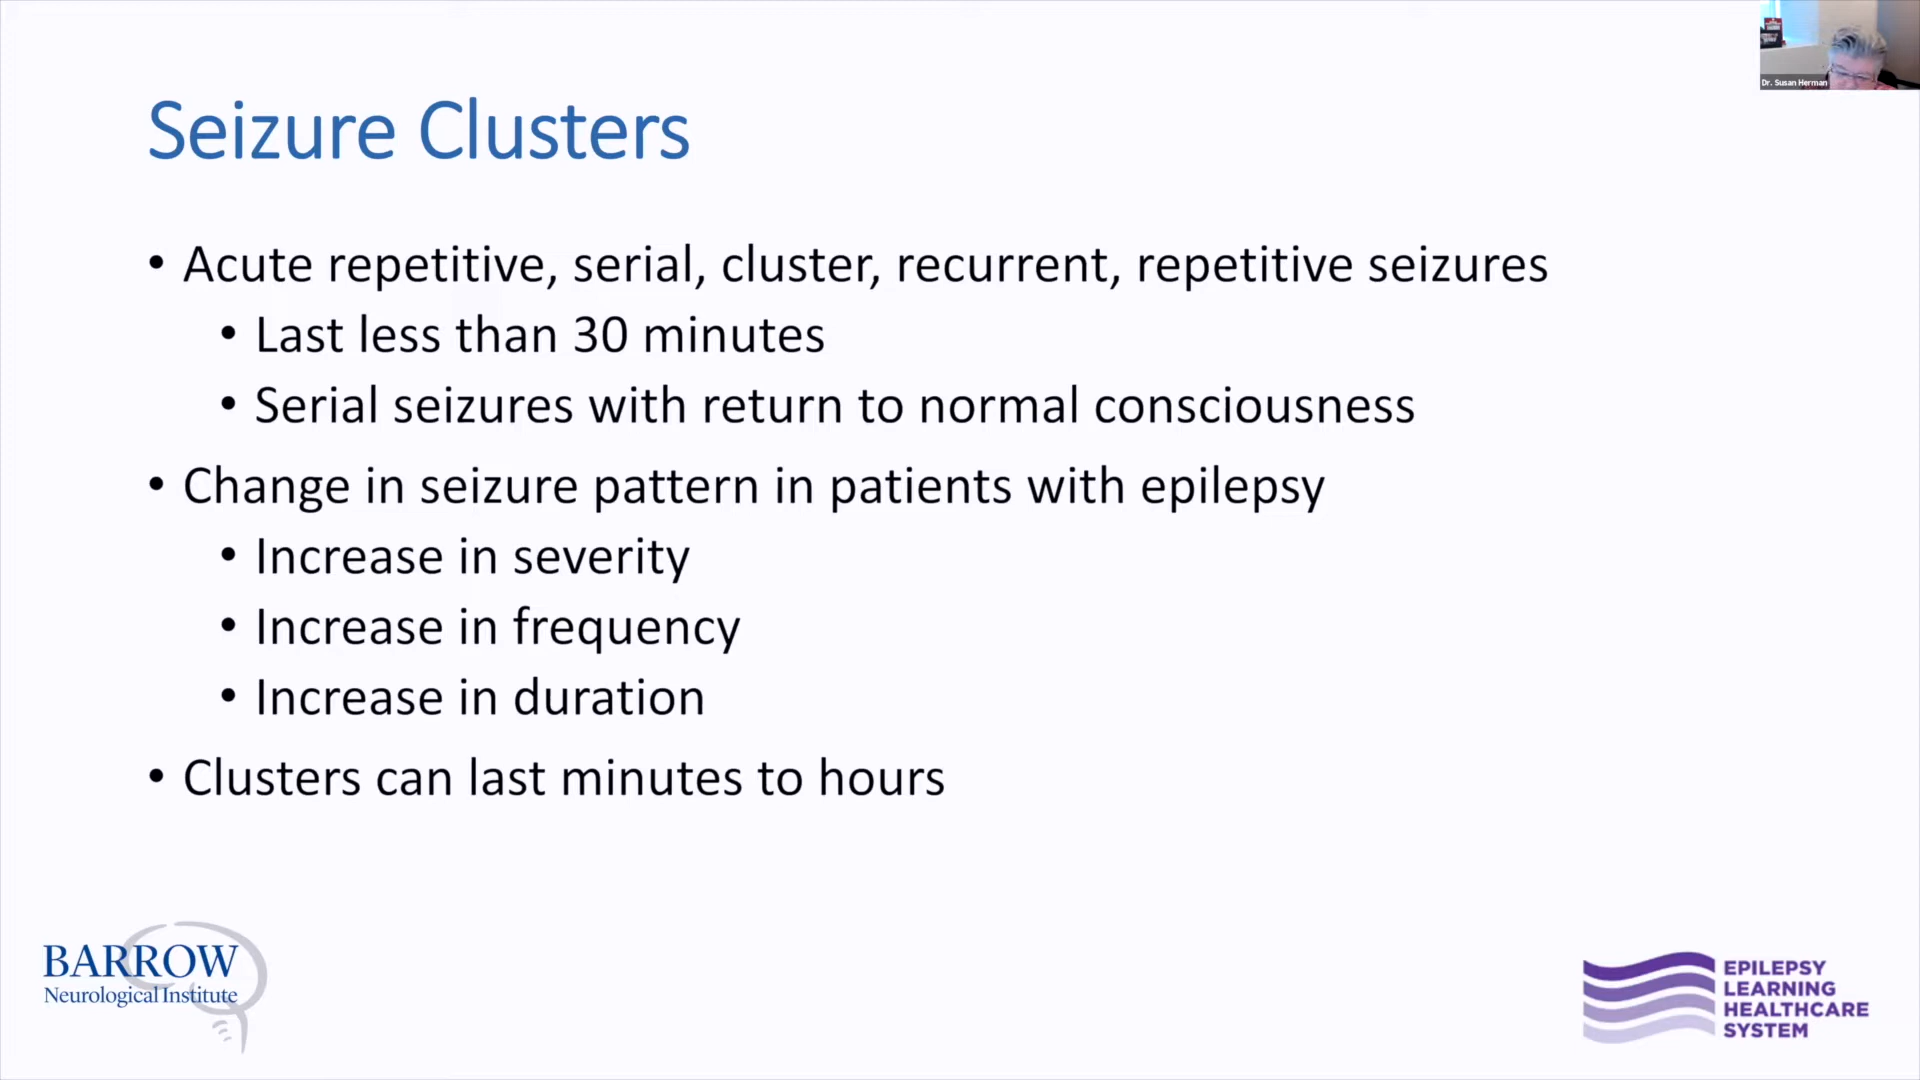 Dr. Susan Herman
Seizure Clusters
• Acute repetitive, serial, cluster, recurrent, repetitive seizures
• Last less than 30 minutes
• Serial seizures with return to normal consciousness
• Change in seizure pattern in patients with epilepsy
• Increase in severity
• Increase in frequency
• Increase in duration
• Clusters can last minutes to hours
BARROW
Neurological Institute
EPILEPSY
LEARNING
HEALTHCARE
SYSTEM